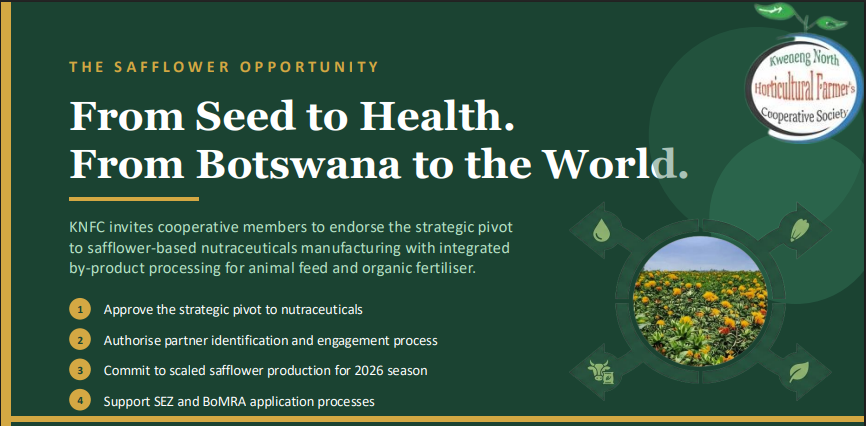 THE SAFFLOWER OPPORTUNITY
From Seed to Health.
From Botswana to the World.
KNFC invites cooperative members to endorse the strategic pivot
to safflower-based nutraceuticals manufacturing with integrated
by-product processing for animal feed and organic fertiliser.
1 Approve the strategic pivot to nutraceuticals
2 Authorise partner identification and engagement process
3 Commit to scaled safflower production for 2026 season
4 Support SEZ and BoMRA application processes
Kweneng North
Horticultural Farmer's
Cooperative Society